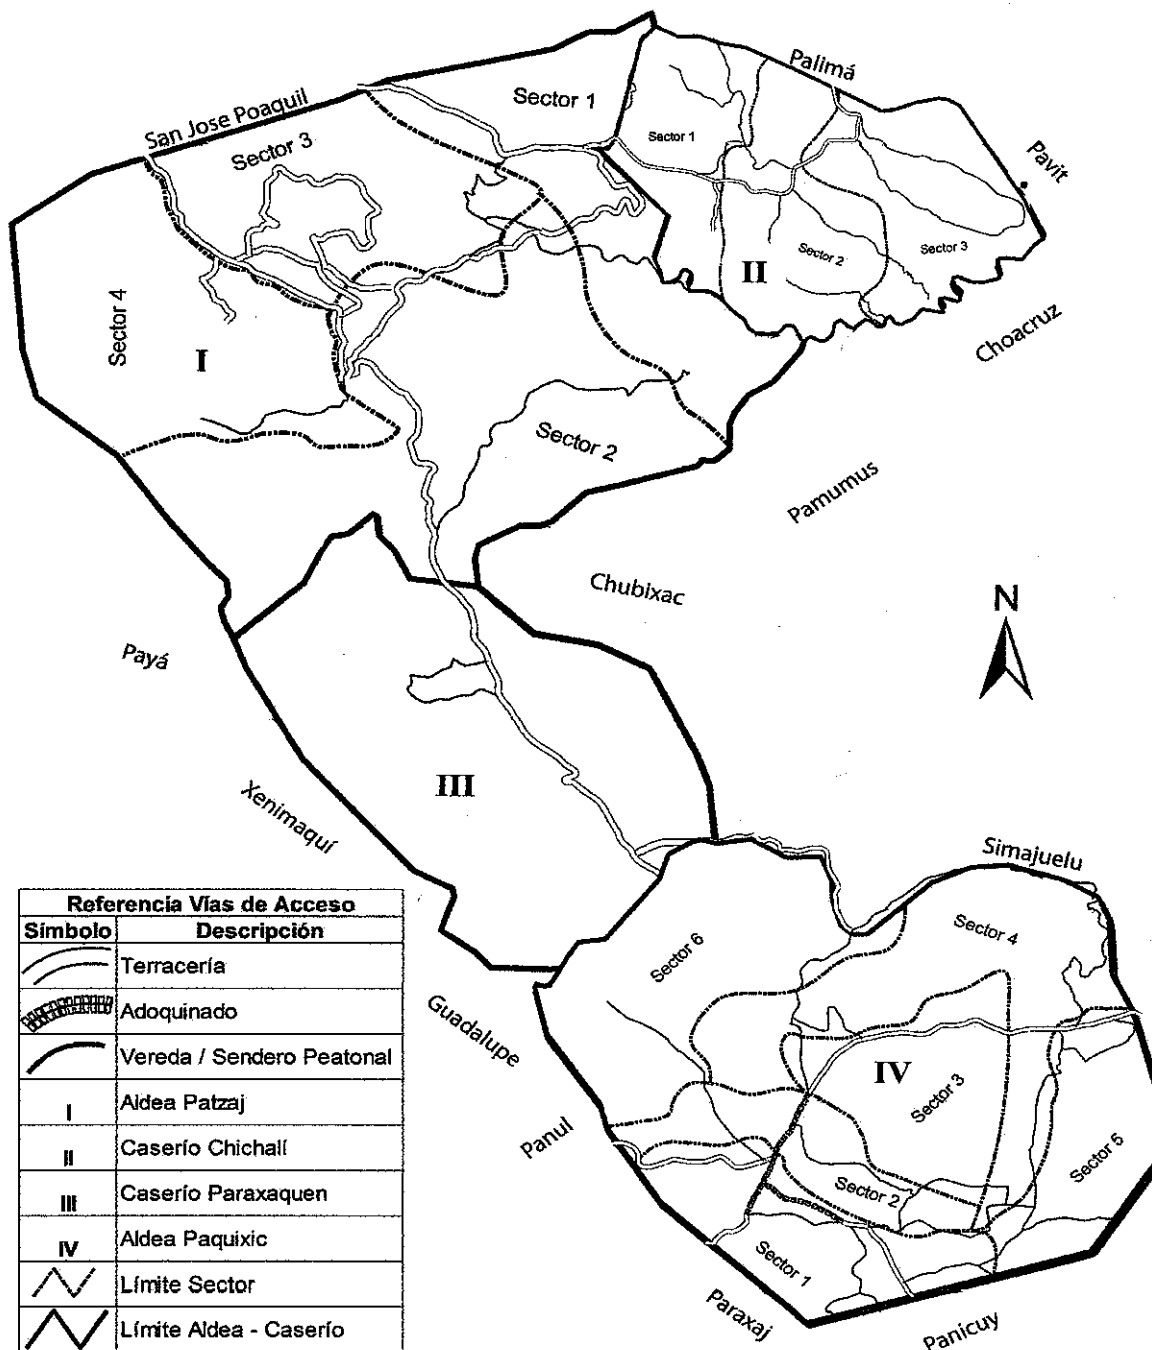 Palimá
San Jose Poaquil
Sector 1
Sector 3
Sector 1
Pavit
Sector 2
Sector 3
II
Sector 4
I
Choacruz
Sector 2
Pamumus
Chubixac
N
Payá
III
Xenimaquí
Simajuelu
Referencia Vías de Acceso
Símbolo Descripción
Terracería
Adoquinado
Vereda / Sendero Peatonal
I Aldea Patzaj
II Caserío Chichalí
III Caserío Paraxaquen
IV Aldea Paquixic
Límite Sector
Límite Aldea - Caserío
Sector 6
Sector 4
Guadalupe
IV
Sector 3
Panul
Sector 5
Sector 2
Sector 1
Paraxaj
Panicuy